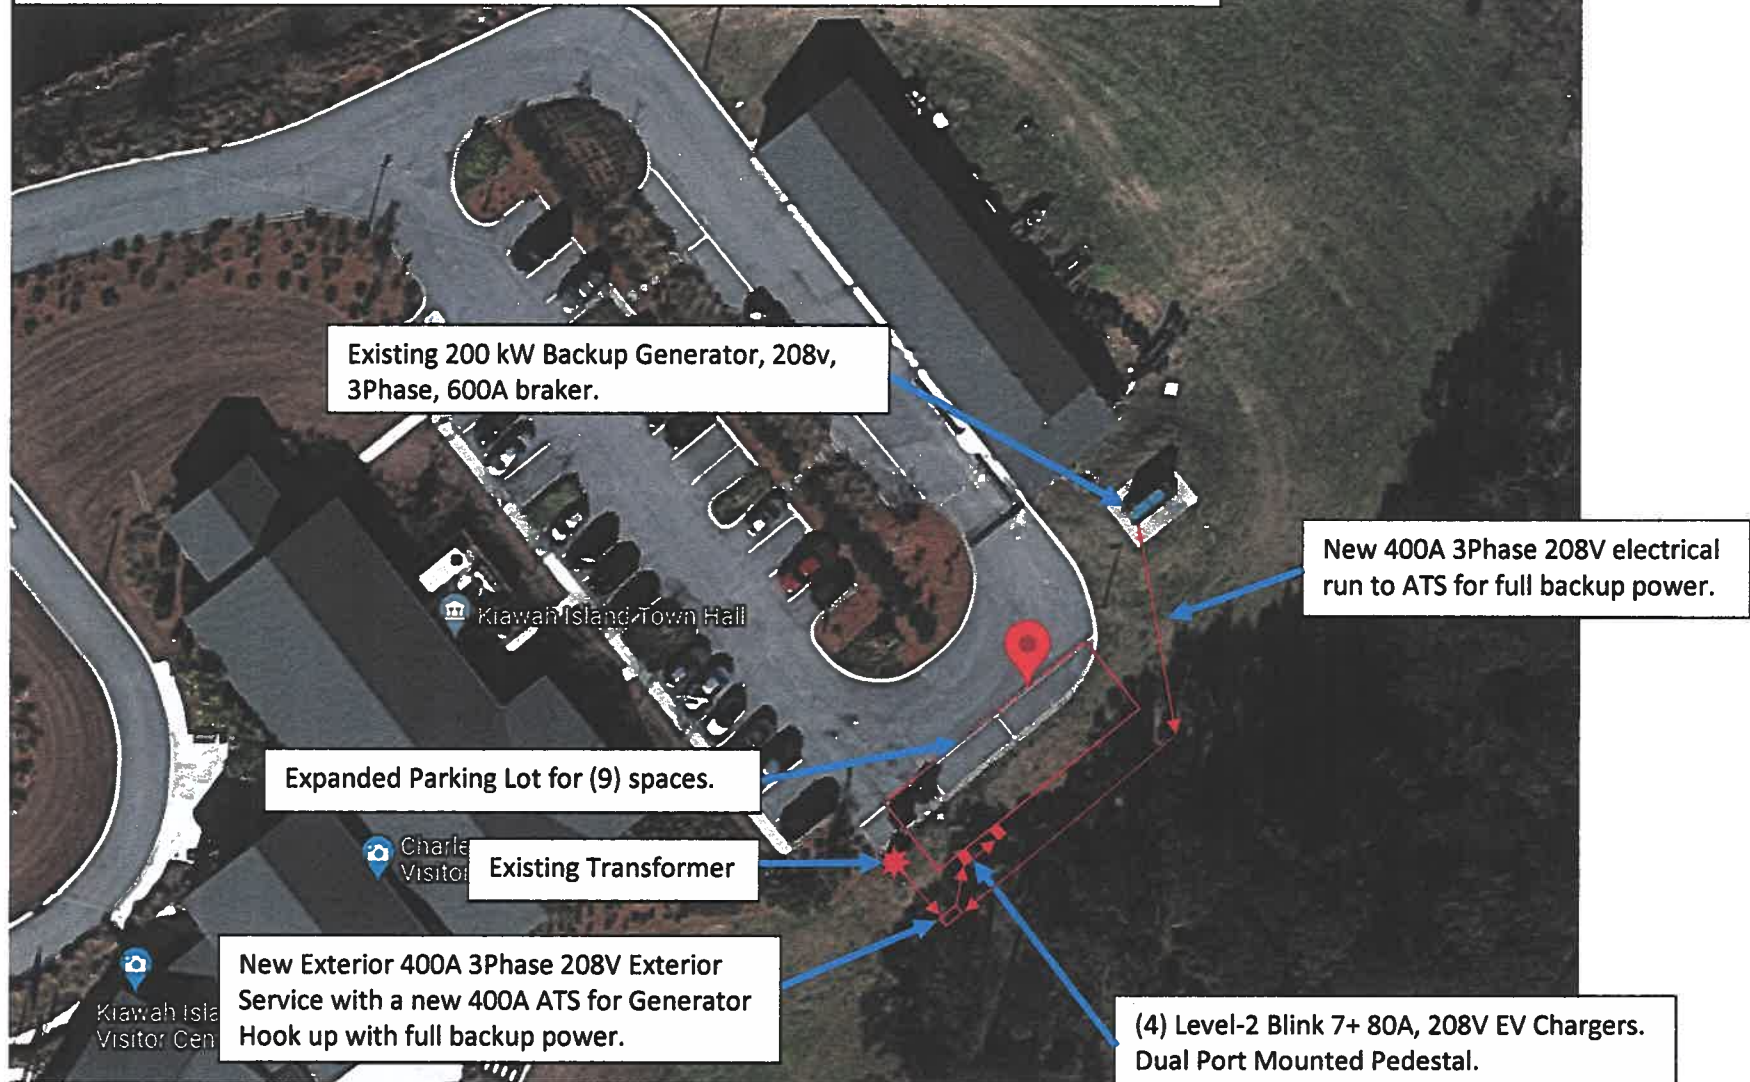 Existing 200 kW Backup Generator, 208v,
3Phase, 600A braker.
New 400A 3Phase 208V electrical
run to ATS for full backup power.
Kiawah Island Town Hall
Expanded Parking Lot for (9) spaces.
Charle
Visito
Existing Transformer
New Exterior 400A 3Phase 208V Exterior
Service with a new 400A ATS for Generator
Hook up with full backup power.
Kiawah Isla
Visitor Cen
(4) Level-2 Blink 7+ 80A, 208V EV Chargers.
Dual Port Mounted Pedestal.